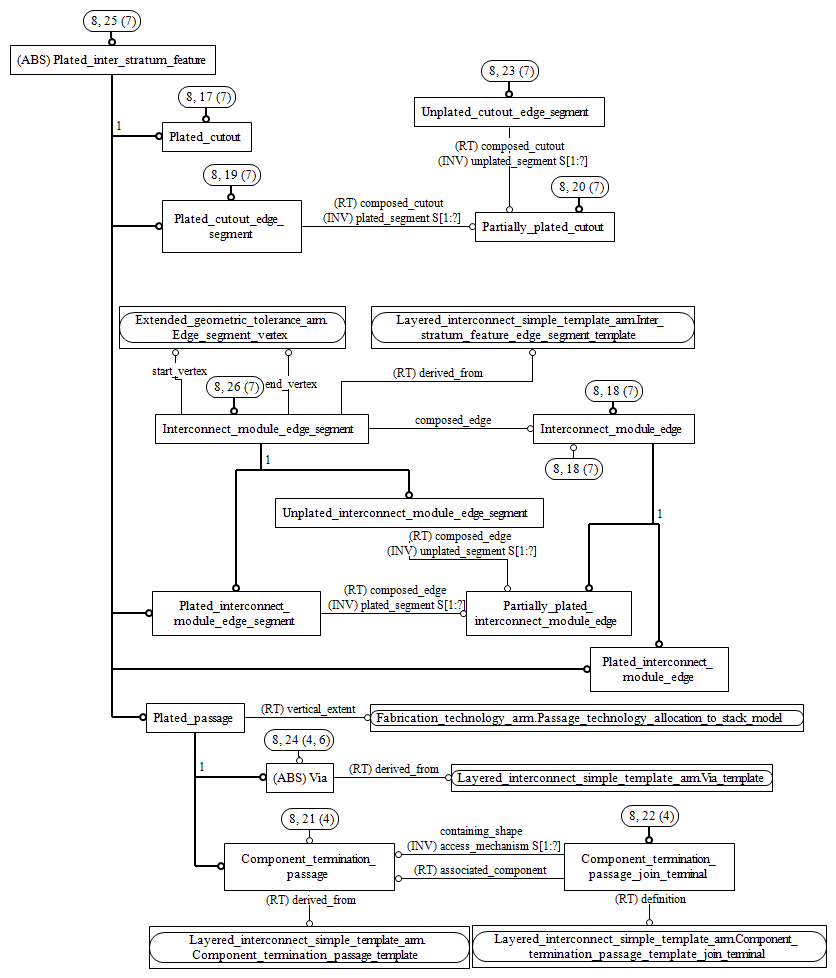 8, 25 (7)
(ABS) Plated_inter_stratum_feature
8, 23 (7)
8, 17 (7)
Unplated_cutout_edge_segment
1
Plated_cutout
(RT) composed_cutout
(INV) unplated_segment S[1:?]
8, 19 (7)
8, 20 (7)
(RT) composed_cutout
(INV) plated_segment S[1:?]
Plated_cutout_edge_
segment
Partially_plated_cutout
Extended_geometric_tolerance_arm.
Edge_segment_vertex
Layered_interconnect_simple_template_arm.Inter_
stratum_feature_edge_segment_template
start_vertex
end_vertex
(RT) derived_from
8, 26 (7)
8, 18 (7)
Interconnect_module_edge_segment
composed_edge
Interconnect_module_edge
1
8, 18 (7)
Unplated_interconnect_module_edge_segment
1
(RT) composed_edge
(INV) unplated_segment S[1:?]
(RT) composed_edge
(INV) plated_segment S[1:?]
Plated_interconnect_
module_edge_segment
Partially_plated_
interconnect_module_edge
Plated_interconnect_
module_edge
Plated_passage
(RT) vertical_extent
Fabrication_technology_arm.Passage_technology_allocation_to_stack_model
8, 24 (4, 6)
1
(ABS) Via
(RT) derived_from
Layered_interconnect_simple_template_arm.Via_template
8, 21 (4)
8, 22 (4)
containing_shape
(INV) access_mechanism S[1:?]
Component_termination_
passage
(RT) associated_component
Component_termination_
passage_join_terminal
(RT) derived_from
(RT) definition
Layered_interconnect_simple_template_arm.
Component_termination_passage_template
Layered_interconnect_simple_template_arm.Component_
termination_passage_template_join_terminal